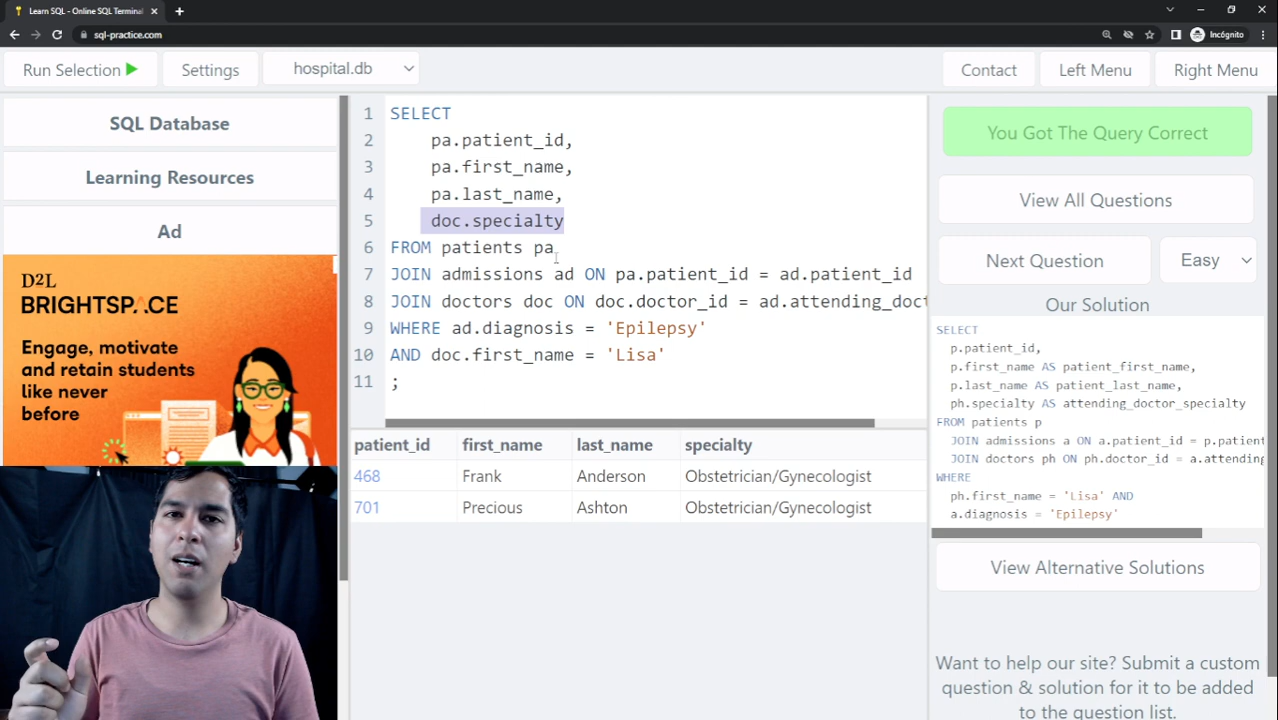 Learn SQL - Online SQL Terminal
sql-practice.com
Incógnito
Run Selection
Settings
hospital.db
Contact
Left Menu
Right Menu
SQL Database
Learning Resources
Ad
D2L
BRIGHTSPACE
Engage, motivate
and retain students
like never
before
1 SELECT
2 pa.patient_id,
3 pa.first_name,
4 pa.last_name,
5 doc.specialty
6 FROM patients pa
7 JOIN admissions ad ON pa.patient_id = ad.patient_id
8 JOIN doctors doc ON doc.doctor_id = ad.attending_doct
9 WHERE ad.diagnosis = 'Epilepsy'
10 AND doc.first_name = 'Lisa'
11 ;
patient_id first_name last_name specialty
468 Frank Anderson Obstetrician/Gynecologist
701 Precious Ashton Obstetrician/Gynecologist
You Got The Query Correct
View All Questions
Next Question
Easy
Our Solution
SELECT
p.patient_id,
p.first_name AS patient_first_name,
p.last_name AS patient_last_name,
ph.specialty AS attending_doctor_specialty
FROM patients p
JOIN admissions a ON a.patient_id = p.patient
JOIN doctors ph ON ph.doctor_id = a.attending
WHERE
ph.first_name = 'Lisa' AND
a.diagnosis = 'Epilepsy'
View Alternative Solutions
Want to help our site? Submit a custom
question & solution for it to be added
to the question list.